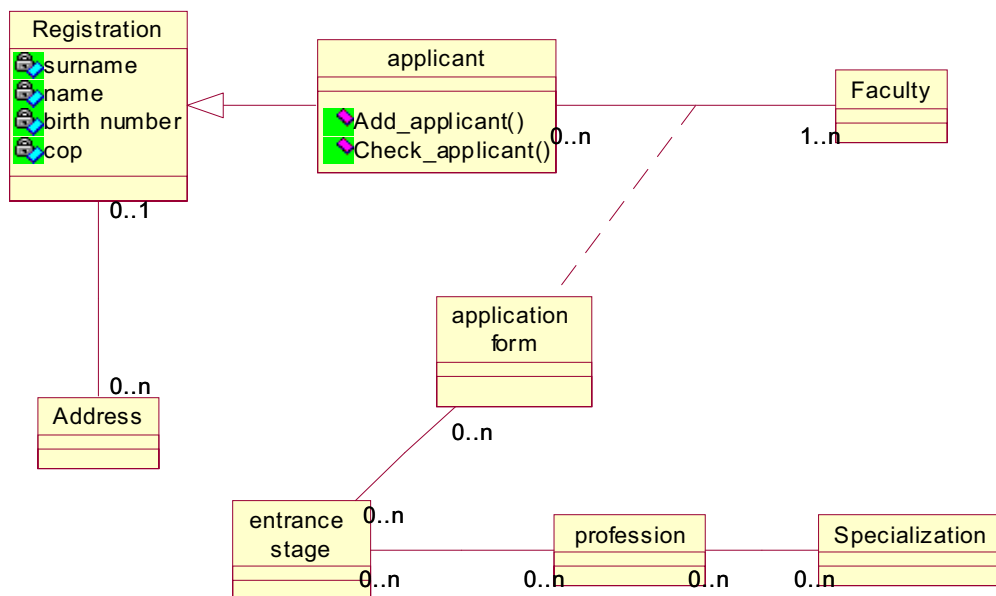 Registration
surname
name
birth number
cop
applicant
Add_applicant()
Check_applicant()
Faculty
0..n
1..n
0..1
0..n
Address
application
form
0..n
0..n
entrance
stage
0..n
0..n
profession
0..n
0..n
Specialization